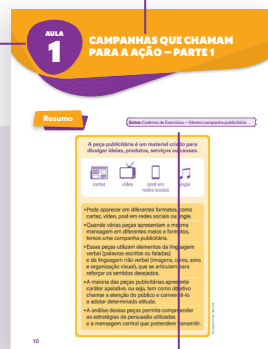 AULA
1
CAMPANHAS QUE CHAMAM
PARA A AÇÃO – PARTE 1
Resumo
Extra: Caderno de Exercícios – Gênero campanha publicitária
A peça publicitária é um material criado para
divulgar ideias, produtos, serviços ou causas.
cartaz
vídeo
post em
redes sociais
jingle
• Pode aparecer em diferentes formatos, como
cartaz, vídeo, post em redes sociais ou jingle.
• Quando várias peças apresentam a mesma
mensagem em diferentes meios e formatos,
temos uma campanha publicitária.
• Essas peças utilizam elementos da linguagem
verbal (palavras escritas ou faladas)
e da linguagem não verbal (imagens, cores, sons
e organização visual), que se articulam para
reforçar os sentidos desejados.
• A maioria das peças publicitárias apresenta
caráter apelativo, ou seja, tem como objetivo
chamar a atenção do público e convencê-lo
a adotar determinada atitude.
• A análise dessas peças permite compreender
as estratégias de persuasão utilizadas
e a mensagem central que pretendem transmitir.
10